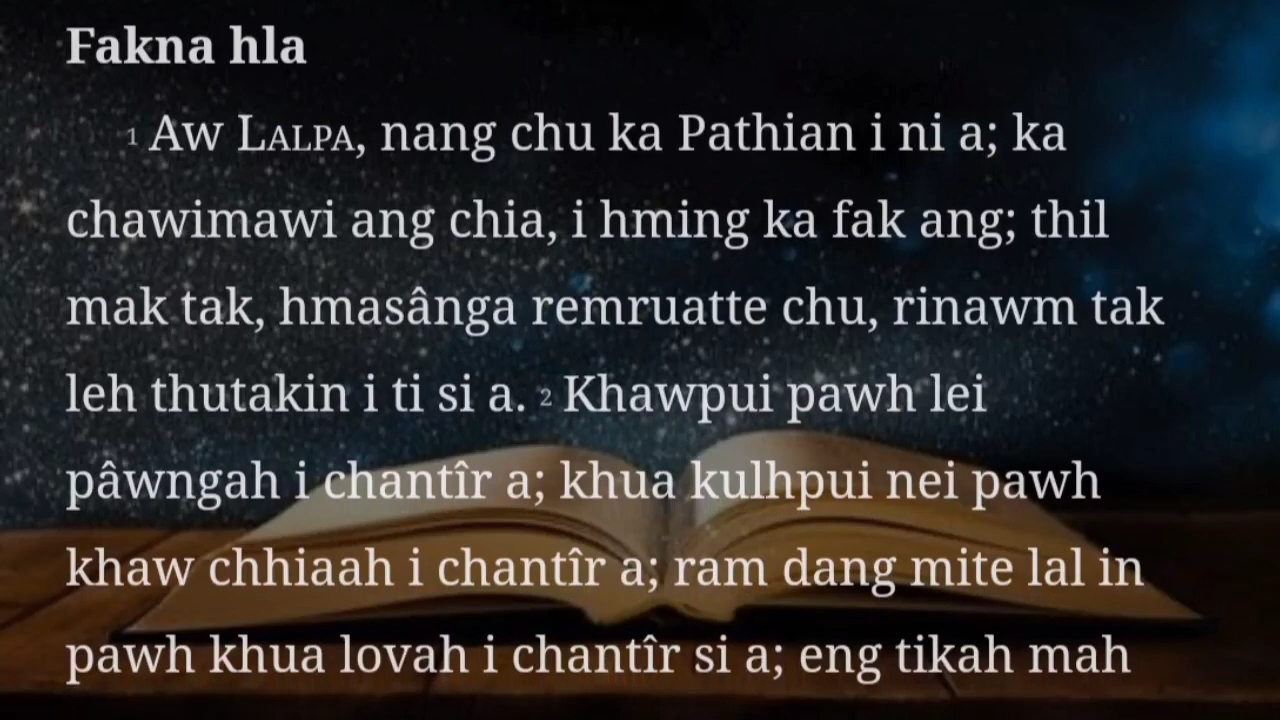 Fakna hla
1 Aw LALPA, nang chu ka Pathian i ni a; ka
chawimawi ang chia, i hming ka fak ang; thil
mak tak, hmasânga remruatte chu, rinawm tak
leh thutakin i ti si a. 2 Khawpui pawh lei
pâwngah i chantîr a; khua kulhpui nei pawh
khaw chhiaah i chantîr a; ram dang mite lal in
pawh khua lovah i chantîr si a; eng tikah mah